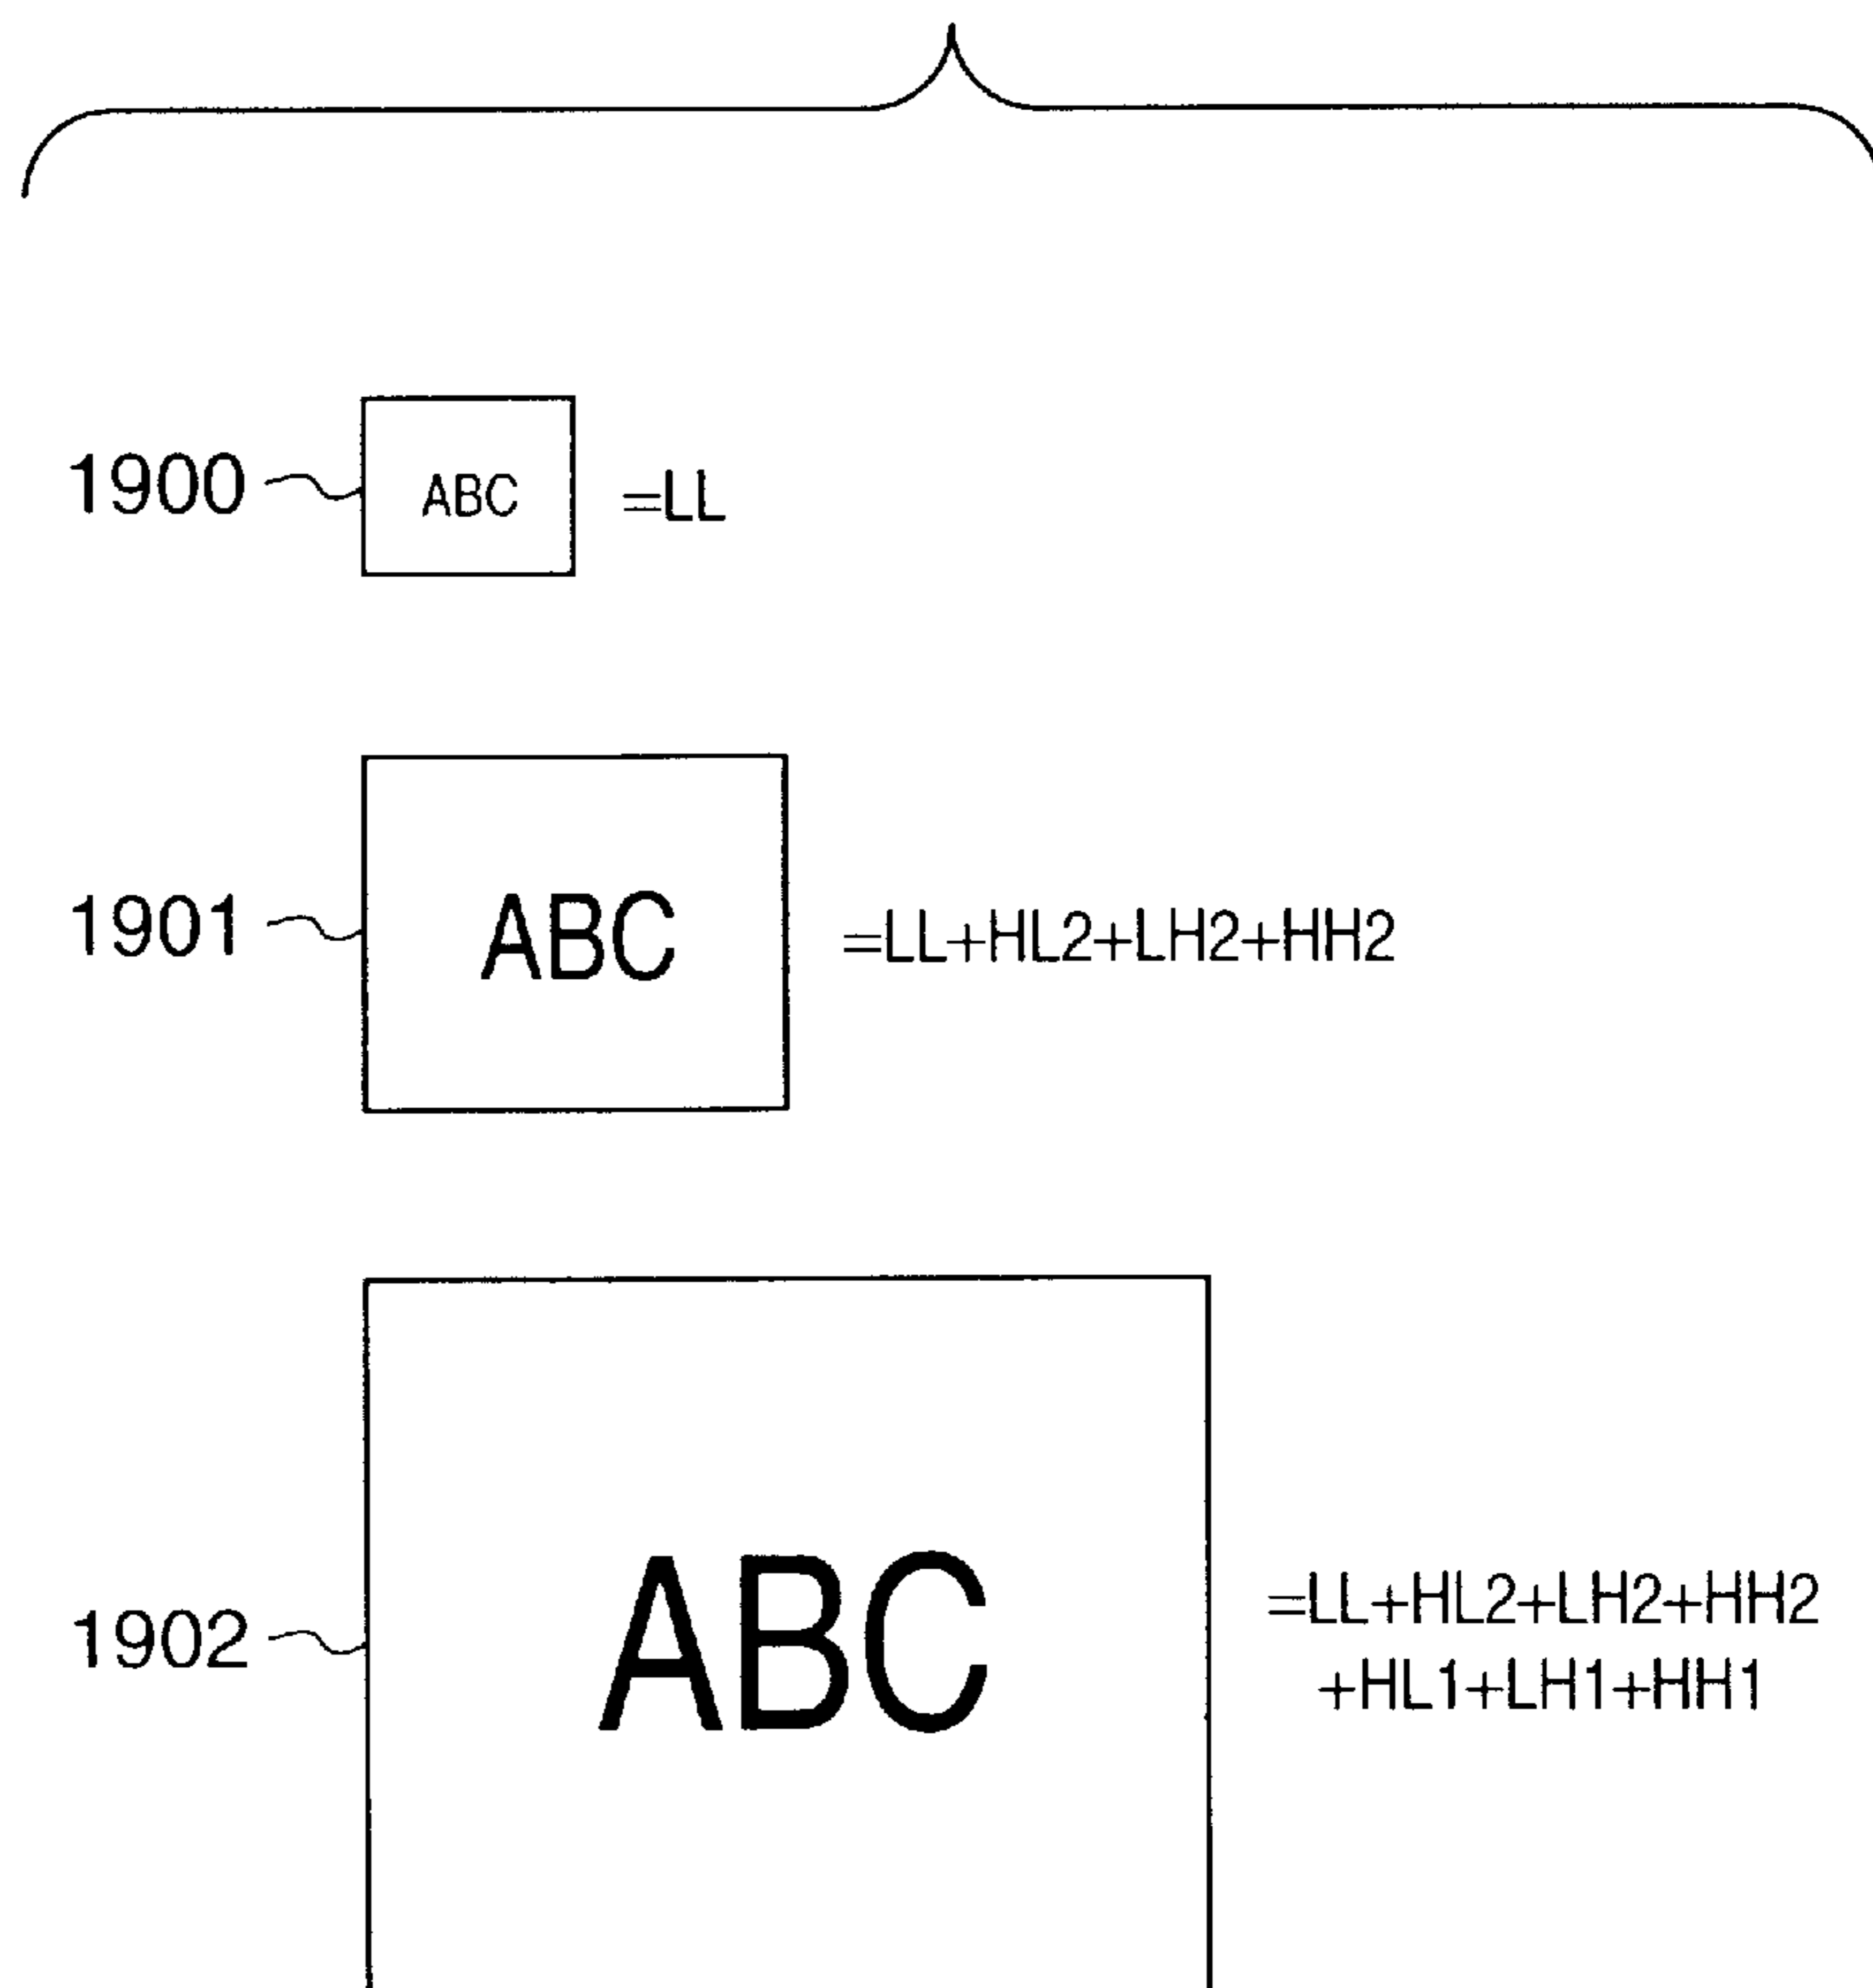 1900 ABC =LL
1901 ABC =LL+HL2+LH2+HH2
1902 ABC =LL+HL2+LH2+HH2
+HL1+LH1+HH1